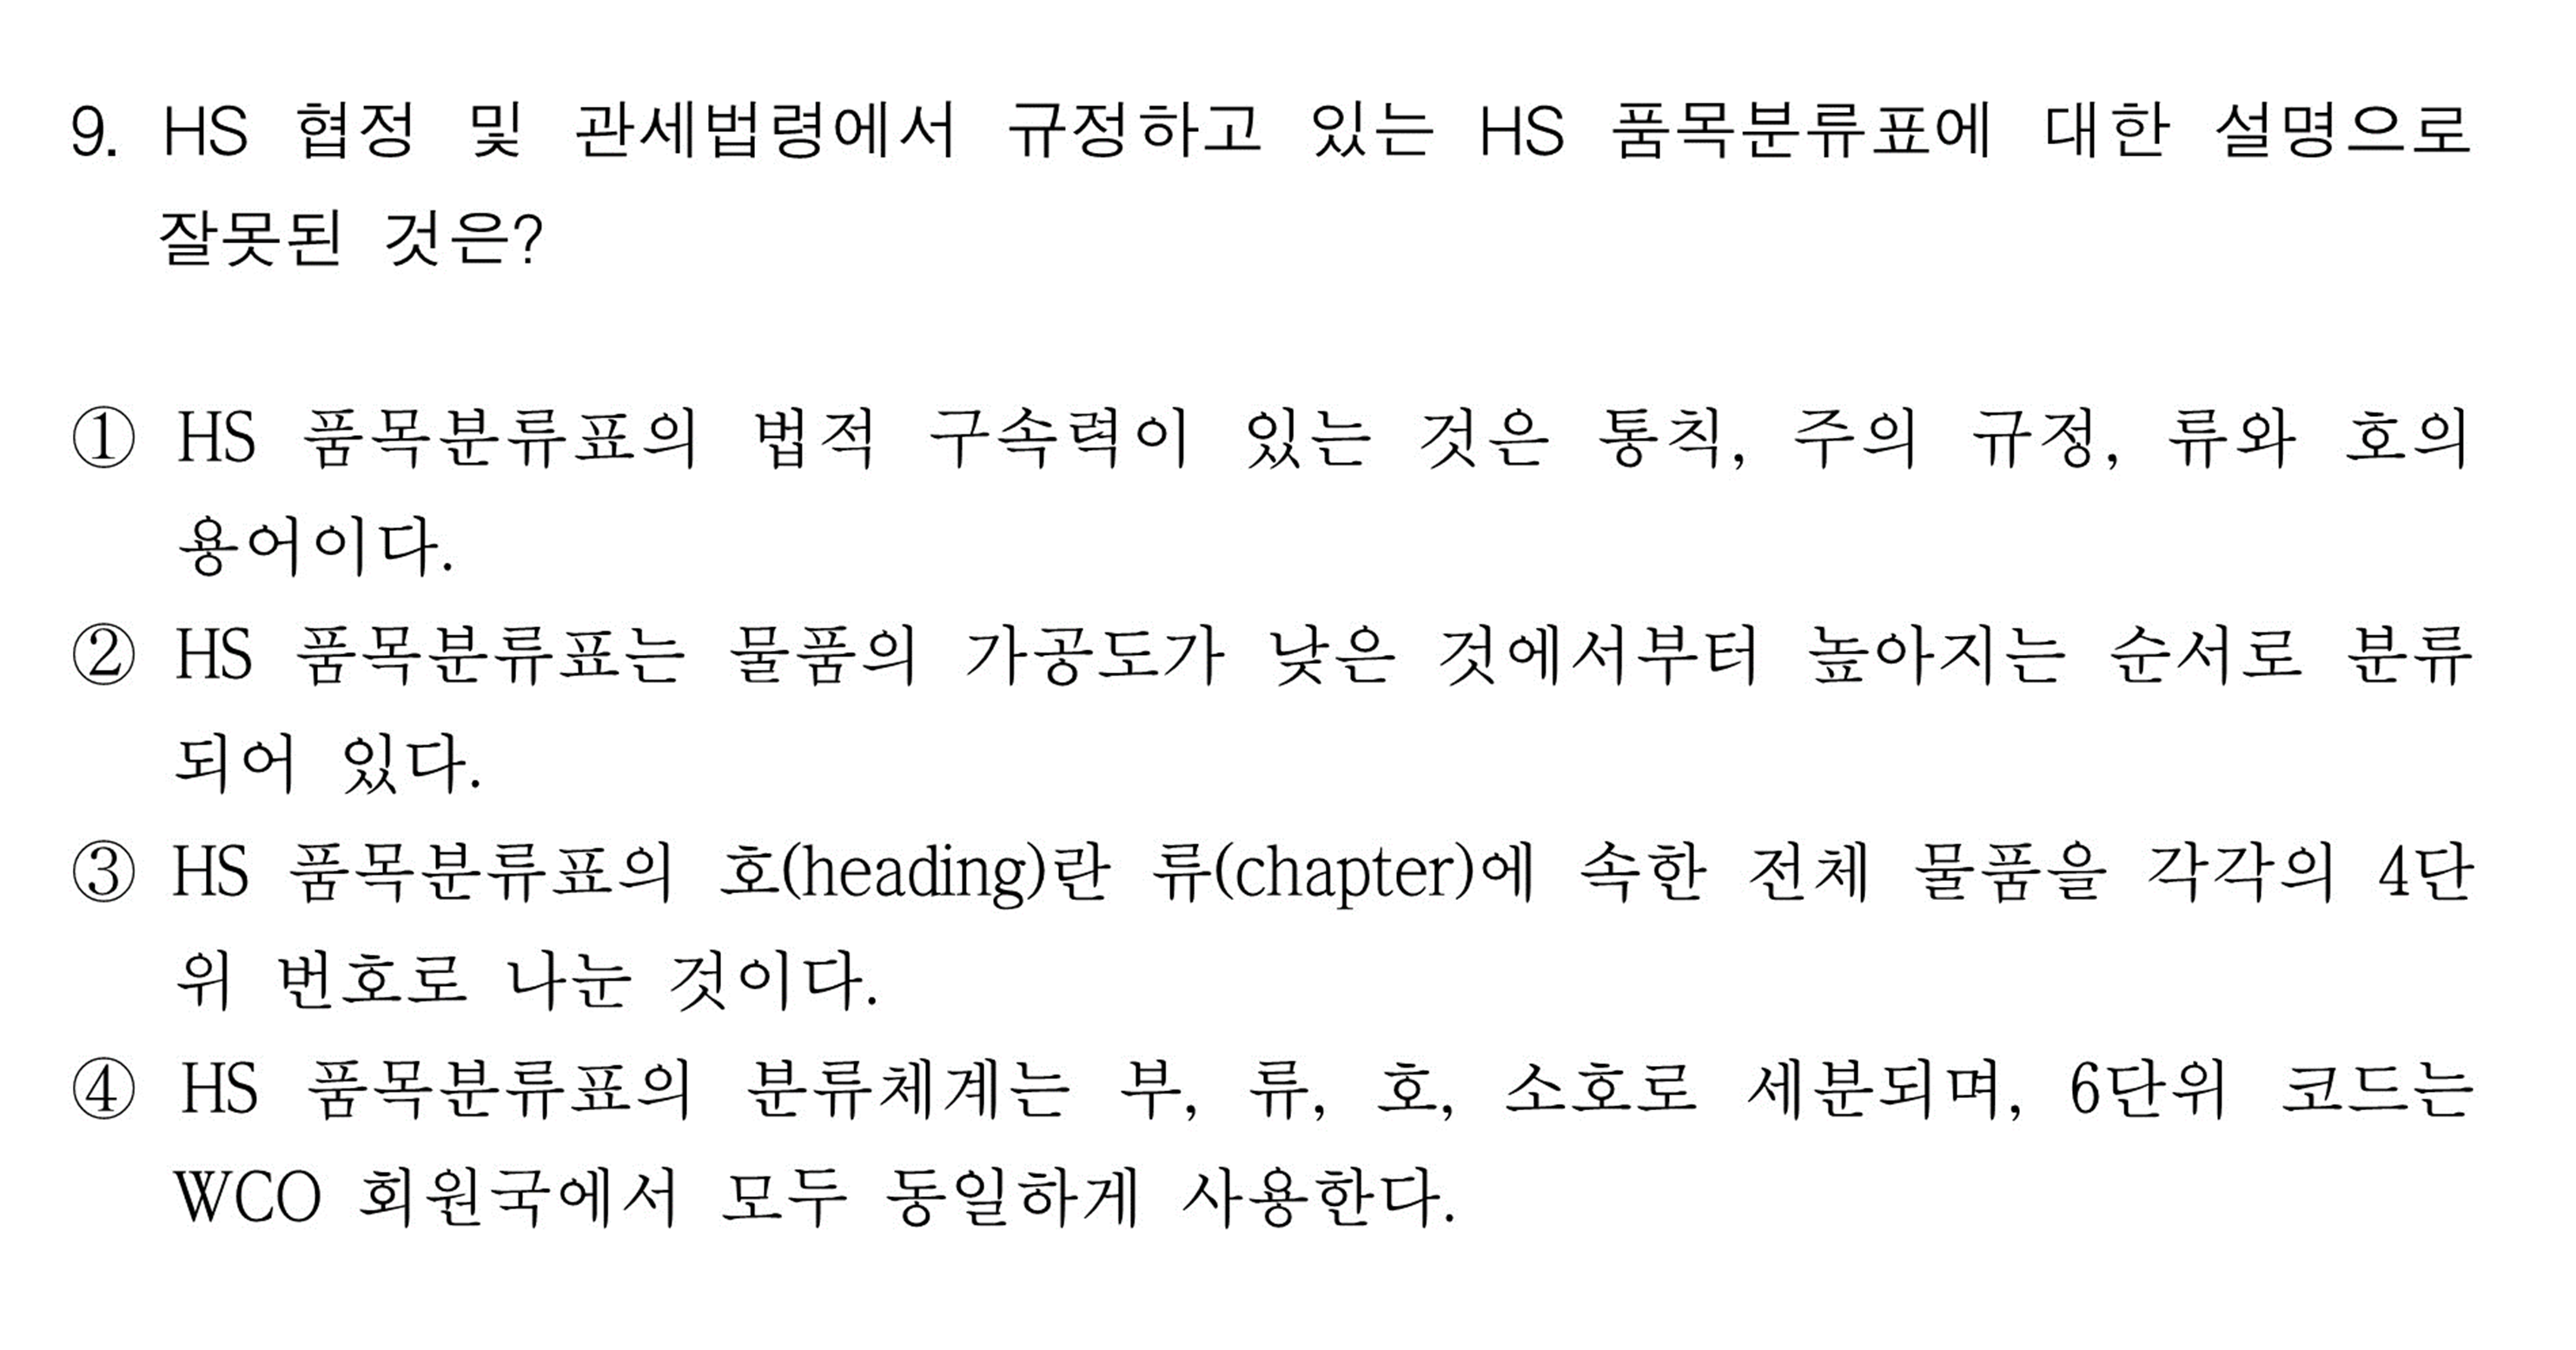 9. HS 협정 및 관세법령에서 규정하고 있는 HS 품목분류표에 대한 설명으로
잘못된 것은?
① HS 품목분류표의 법적 구속력이 있는 것은 통칙, 주의 규정, 류와 호의
용어이다.
② HS 품목분류표는 물품의 가공도가 낮은 것에서부터 높아지는 순서로 분류
되어 있다.
③ HS 품목분류표의 호(heading)란 류(chapter)에 속한 전체 물품을 각각의 4단
위 번호로 나눈 것이다.
④ HS 품목분류표의 분류체계는 부, 류, 호, 소호로 세분되며, 6단위 코드는
WCO 회원국에서 모두 동일하게 사용한다.